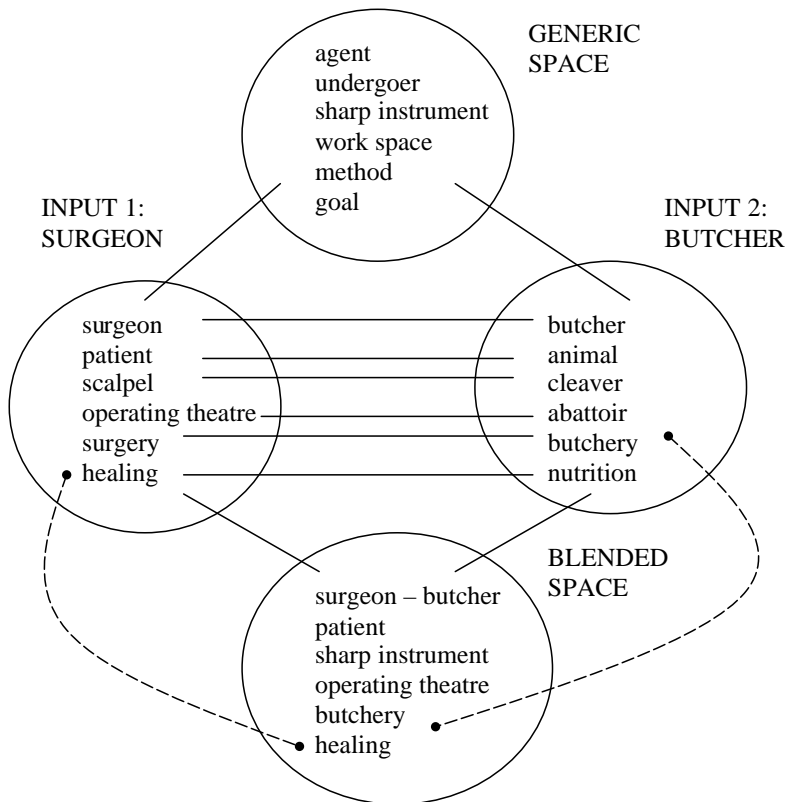 GENERIC
SPACE
agent
undergoer
sharp instrument
work space
method
goal
INPUT 1:
SURGEON
INPUT 2:
BUTCHER
surgeon
patient
scalpel
operating theatre
surgery
healing
butcher
animal
cleaver
abattoir
butchery
nutrition
BLENDED
SPACE
surgeon – butcher
patient
sharp instrument
operating theatre
butchery
healing